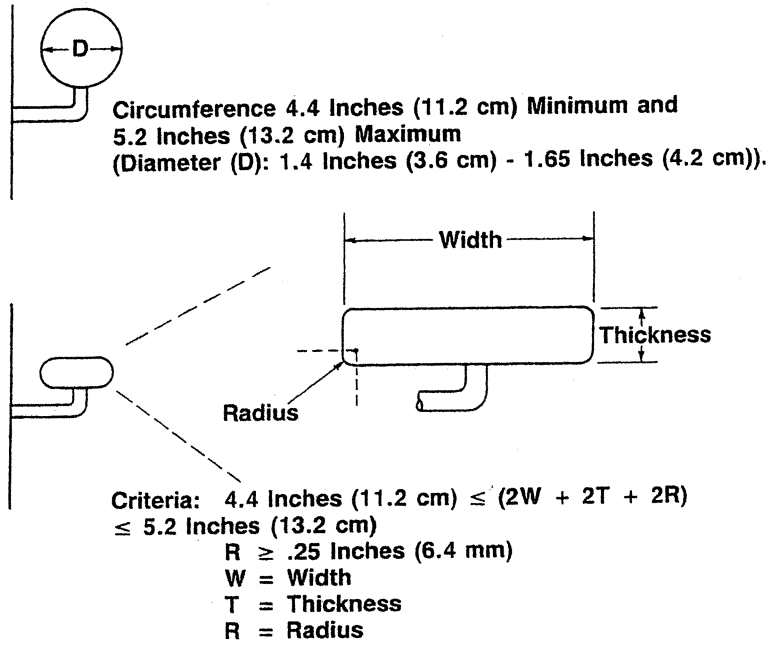 D
Circumference 4.4 Inches (11.2 cm) Minimum and
5.2 Inches (13.2 cm) Maximum
(Diameter (D): 1.4 Inches (3.6 cm) - 1.65 Inches (4.2 cm)).
Width
Thickness
Radius
Criteria: 4.4 Inches (11.2 cm) ≤ (2W + 2T + 2R)
≤ 5.2 Inches (13.2 cm)
R ≥ .25 Inches (6.4 mm)
W = Width
T = Thickness
R = Radius